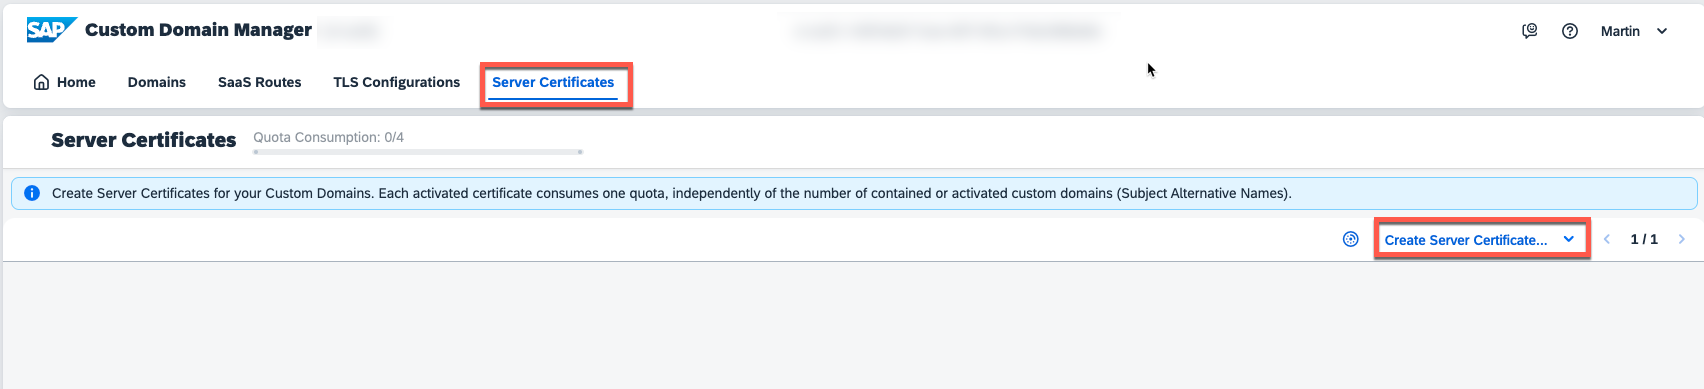 SAP Custom Domain Manager
Martin
Home Domains SaaS Routes TLS Configurations Server Certificates
Server Certificates Quota Consumption: 0/4
Create Server Certificates for your Custom Domains. Each activated certificate consumes one quota, independently of the number of contained or activated custom domains (Subject Alternative Names).
Create Server Certificate... 1 / 1